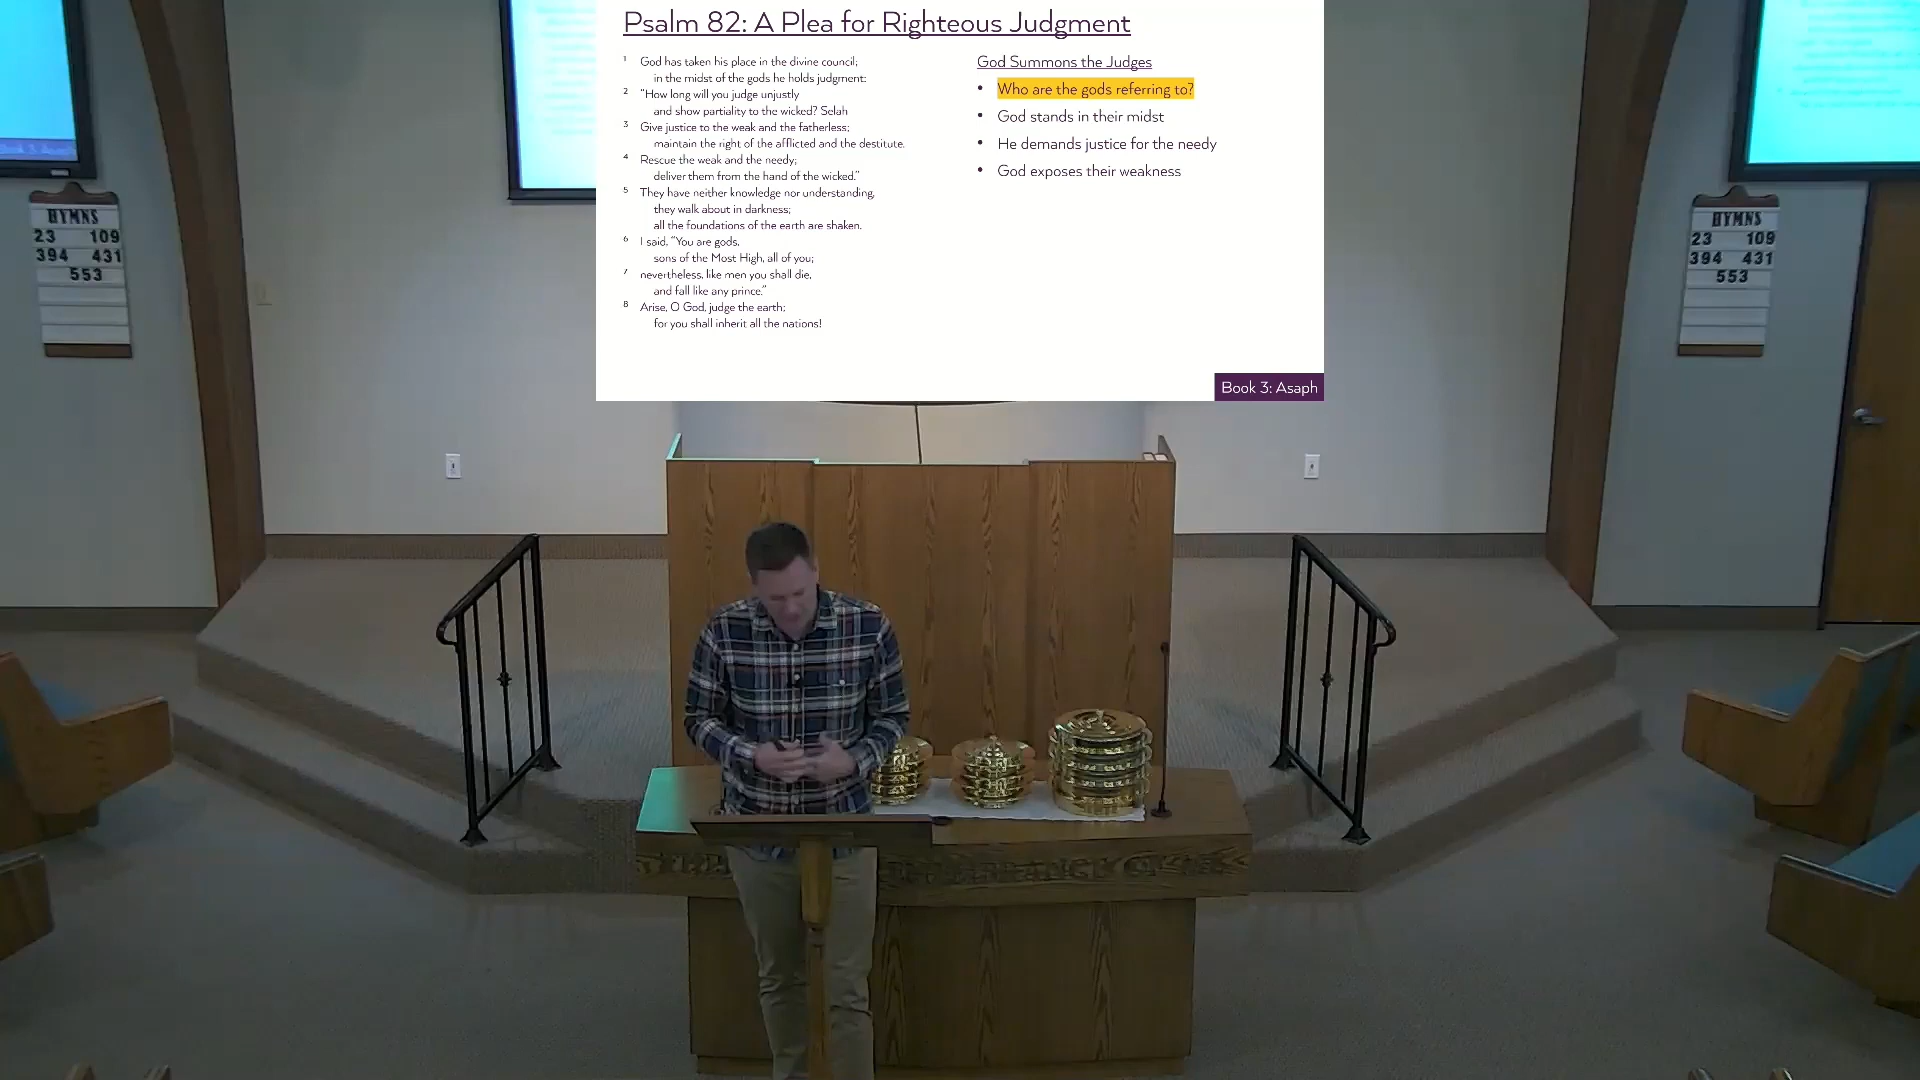 Psalm 82: A Plea for Righteous Judgment
1 God has taken his place in the divine council;
in the midst of the gods he holds judgment:
2 "How long will you judge unjustly
and show partiality to the wicked? Selah
3 Give justice to the weak and the fatherless;
maintain the right of the afflicted and the destitute.
4 Rescue the weak and the needy;
deliver them from the hand of the wicked."
5 They have neither knowledge nor understanding,
they walk about in darkness;
all the foundations of the earth are shaken.
6 I said, "You are gods,
sons of the Most High, all of you;
7 nevertheless, like men you shall die,
and fall like any prince."
8 Arise, O God, judge the earth;
for you shall inherit all the nations!
God Summons the Judges
• Who are the gods referring to?
• God stands in their midst
• He demands justice for the needy
• God exposes their weakness
Book 3: Asaph
Book 3: Asaph
HYMNS
23 109
394 431
553
HYMNS
23 109
394 431
553